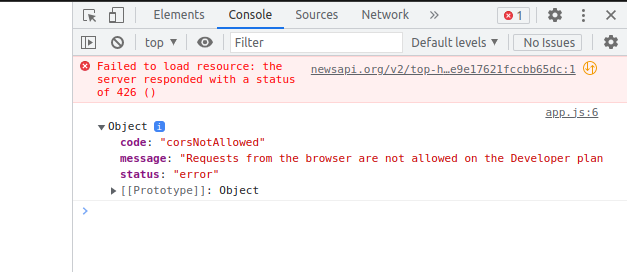 Elements Console Sources Network » 1
top Filter Default levels No Issues
Failed to load resource: the newsapi.org/v2/top-h…e9e17621fccbb65dc:1
server responded with a status
of 426 ()
app.js:6
Object i
code: "corsNotAllowed"
message: "Requests from the browser are not allowed on the Developer plan
status: "error"
[[Prototype]]: Object
>